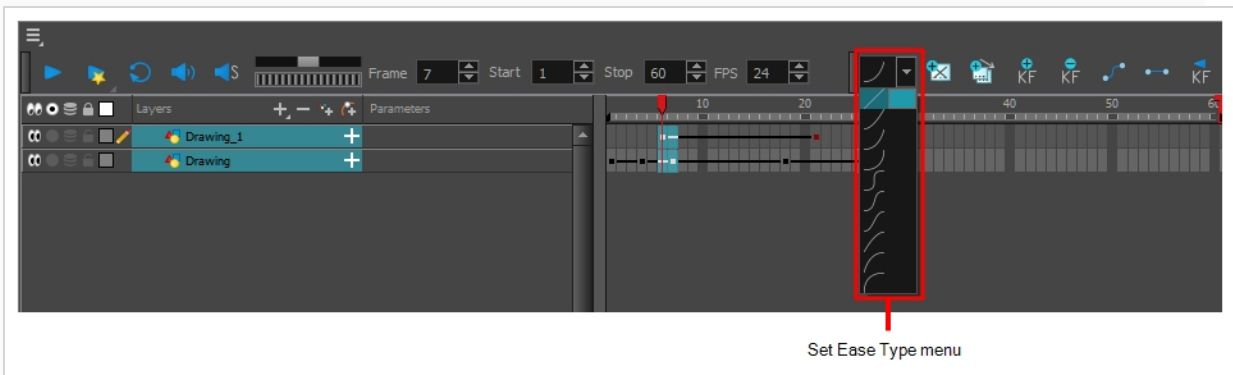 S Frame 7 Start 1 Stop 60 FPS 24 KF KF KF
Layers Parameters 10 20 40 50
Drawing_1
Drawing
Set Ease Type menu